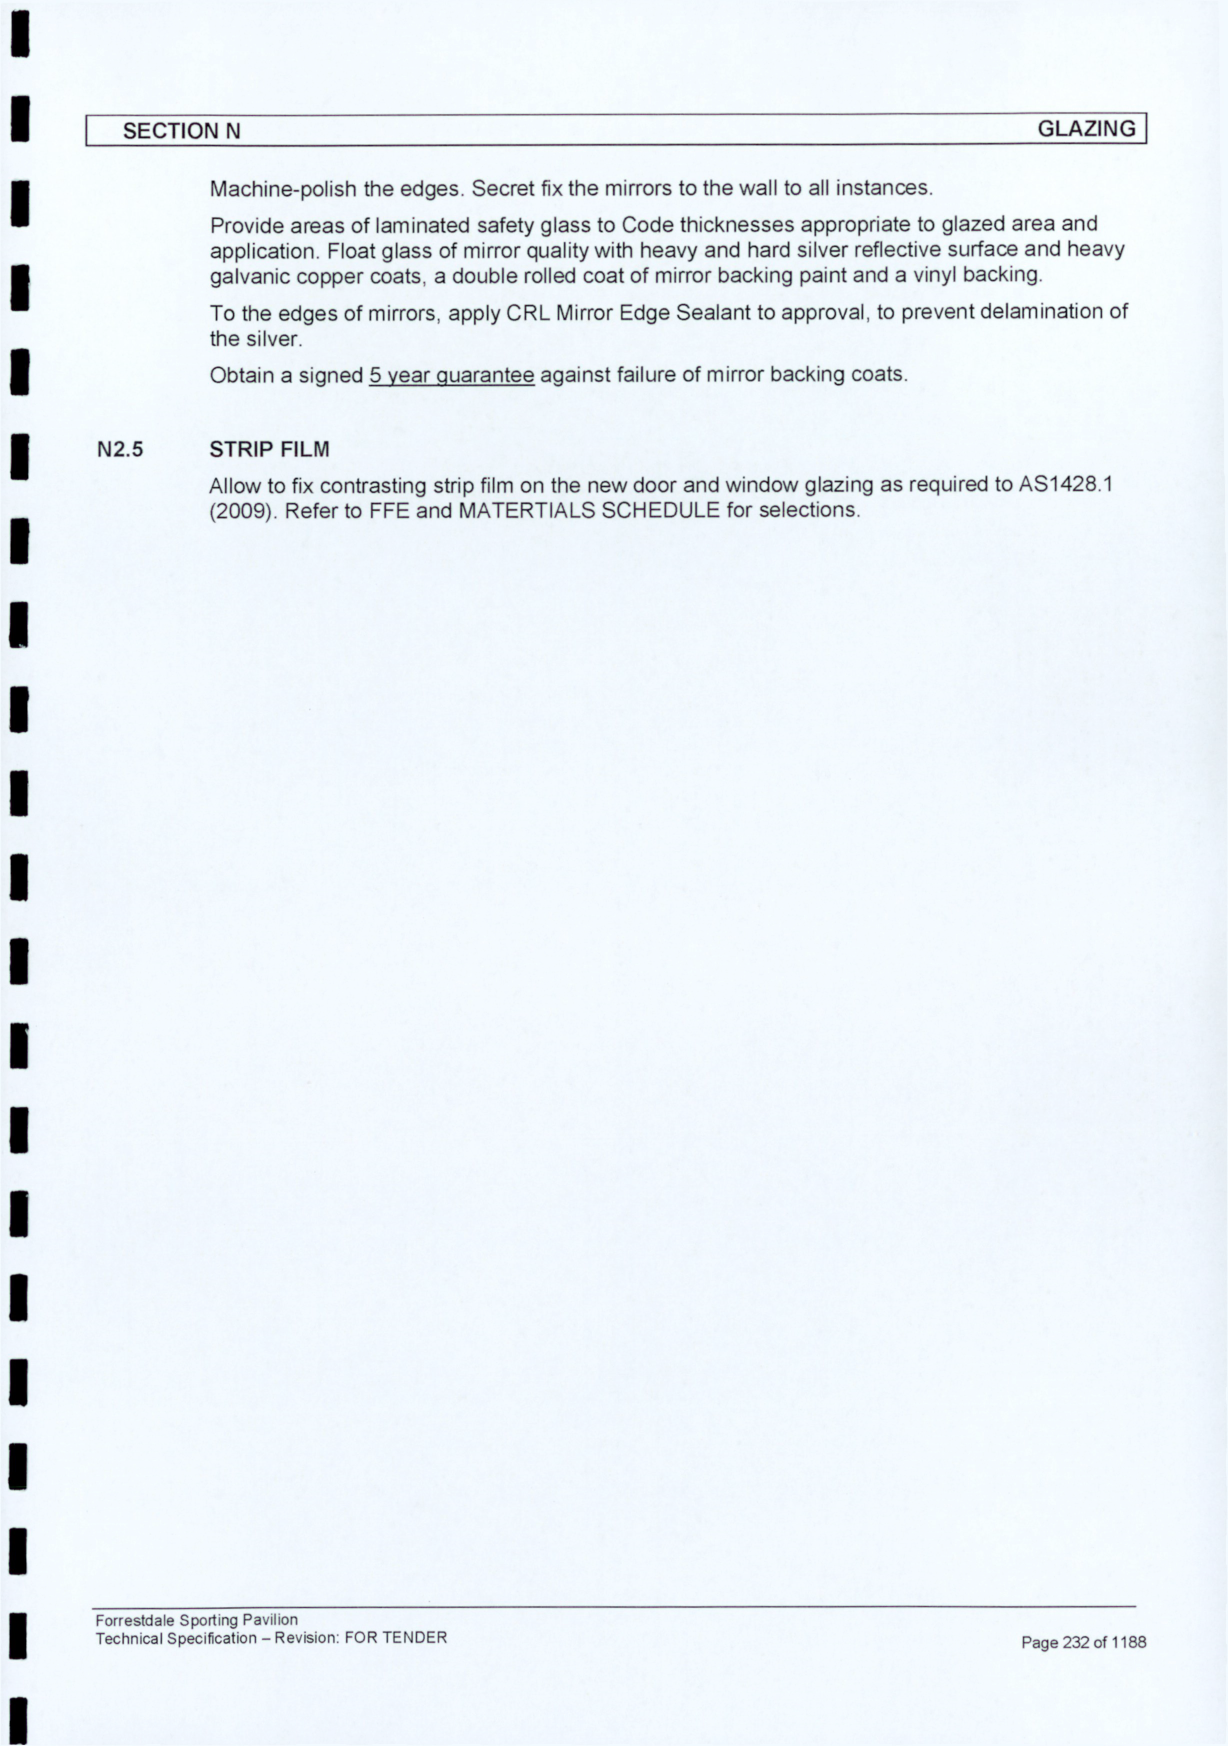 SECTION N GLAZING
Machine-polish the edges. Secret fix the mirrors to the wall to all instances.
Provide areas of laminated safety glass to Code thicknesses appropriate to glazed area and
application. Float glass of mirror quality with heavy and hard silver reflective surface and heavy
galvanic copper coats, a double rolled coat of mirror backing paint and a vinyl backing.
To the edges of mirrors, apply CRL Mirror Edge Sealant to approval, to prevent delamination of
the silver.
Obtain a signed 5 year guarantee against failure of mirror backing coats.
N2.5 STRIP FILM
Allow to fix contrasting strip film on the new door and window glazing as required to AS1428.1
(2009). Refer to FFE and MATERTIALS SCHEDULE for selections.
Forrestdale Sporting Pavilion
Technical Specification – Revision: FOR TENDER
Page 232 of 1188